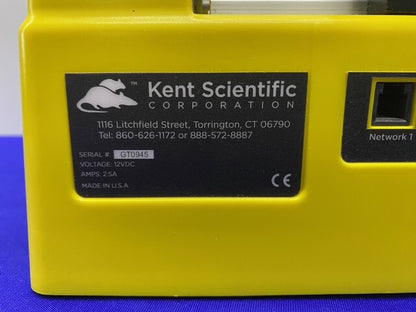 ™ Kent Scientific
CORPORATION
1116 Litchfield Street, Torrington, CT 06790
Tel: 860-626-1172 or 888-572-8887
SERIAL #: GT0945
VOLTAGE: 12VDC
AMPS: 2.5A
MADE IN U.S.A
CE
Network 1